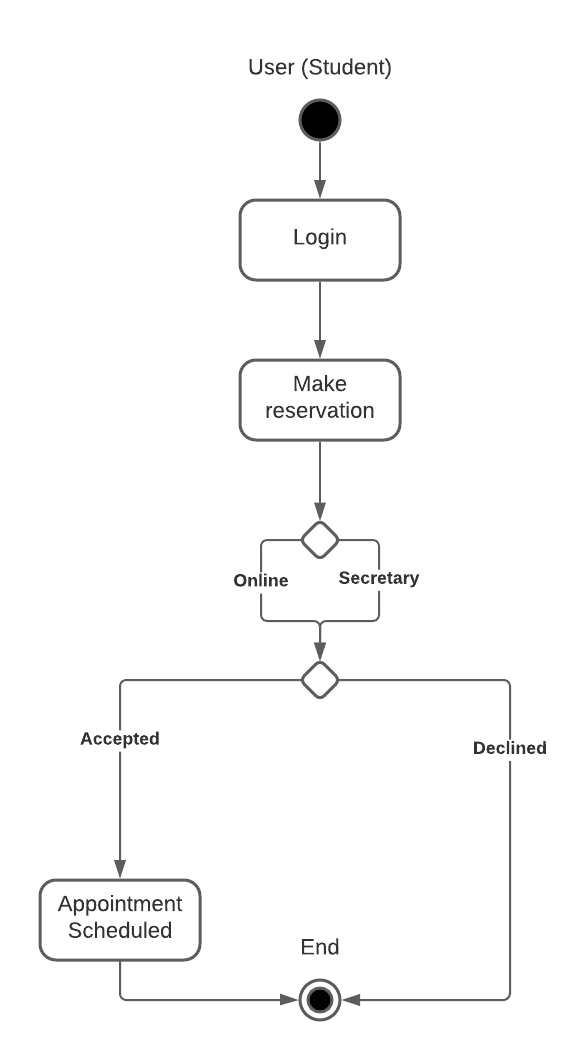 User (Student)
Login
Make
reservation
Online
Secretary
Accepted
Declined
Appointment
Scheduled
End